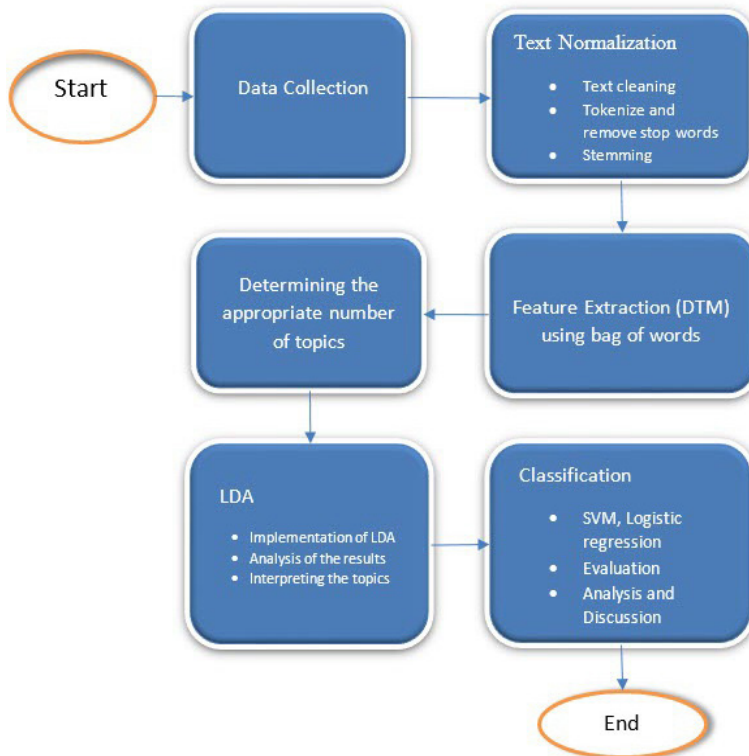 Start
Data Collection
Text Normalization
• Text cleaning
• Tokenize and
remove stop words
• Stemming
Feature Extraction (DTM)
using bag of words
Determining the
appropriate number
of topics
LDA
• Implementation of LDA
• Analysis of the results
• Interpreting the topics
Classification
• SVM, Logistic
regression
• Evaluation
• Analysis and
Discussion
End